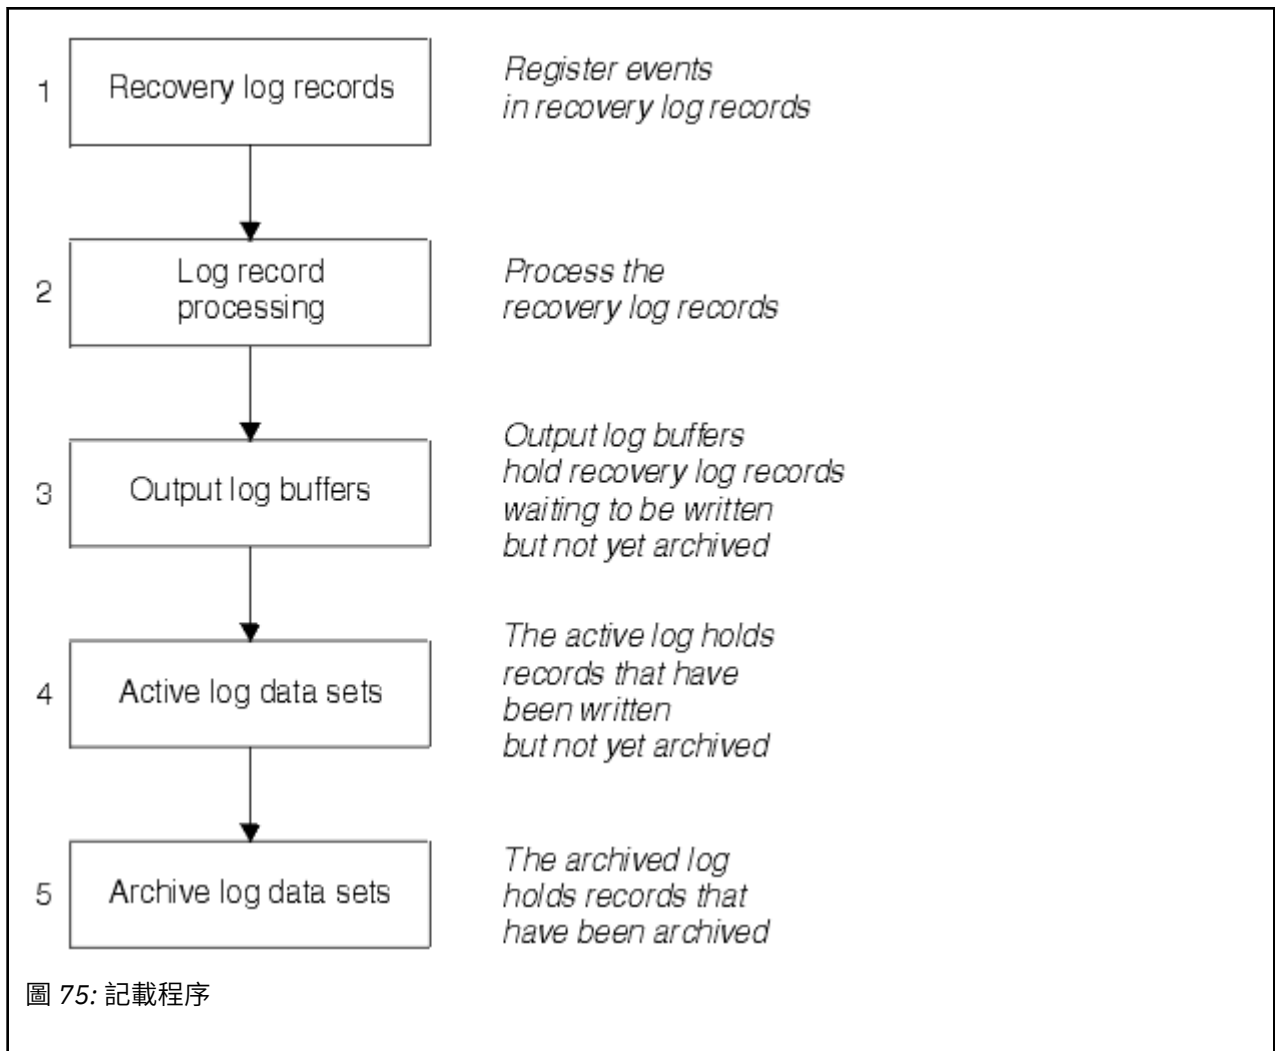 1
Recovery log records
Register events
in recovery log records
2
Log record
processing
Process the
recovery log records
3
Output log buffers
Output log buffers
hold recovery log records
waiting to be written
but not yet archived
4
Active log data sets
The active log holds
records that have
been written
but not yet archived
5
Archive log data sets
The archived log
holds records that
have been archived
圖 75: 記載程序